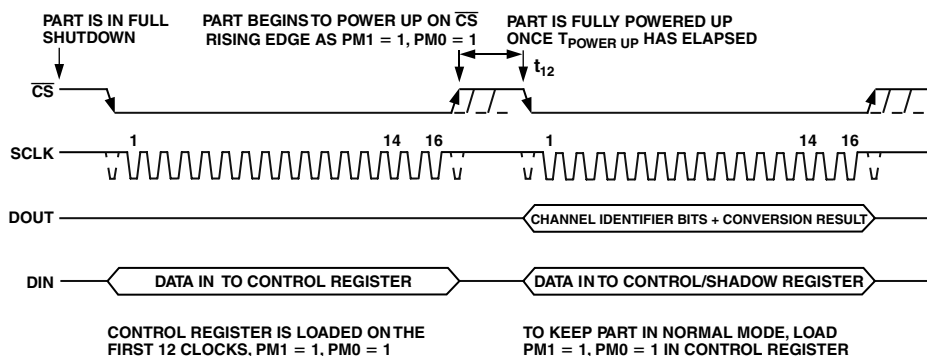 PART IS IN FULL
SHUTDOWN
PART BEGINS TO POWER UP ON CS
RISING EDGE AS PM1 = 1, PM0 = 1
PART IS FULLY POWERED UP
ONCE TPOWER UP HAS ELAPSED
t12
CS
1 14 16 1 14 16
SCLK
DOUT
CHANNEL IDENTIFIER BITS + CONVERSION RESULT
DIN
DATA IN TO CONTROL REGISTER
DATA IN TO CONTROL/SHADOW REGISTER
CONTROL REGISTER IS LOADED ON THE
FIRST 12 CLOCKS, PM1 = 1, PM0 = 1
TO KEEP PART IN NORMAL MODE, LOAD
PM1 = 1, PM0 = 1 IN CONTROL REGISTER